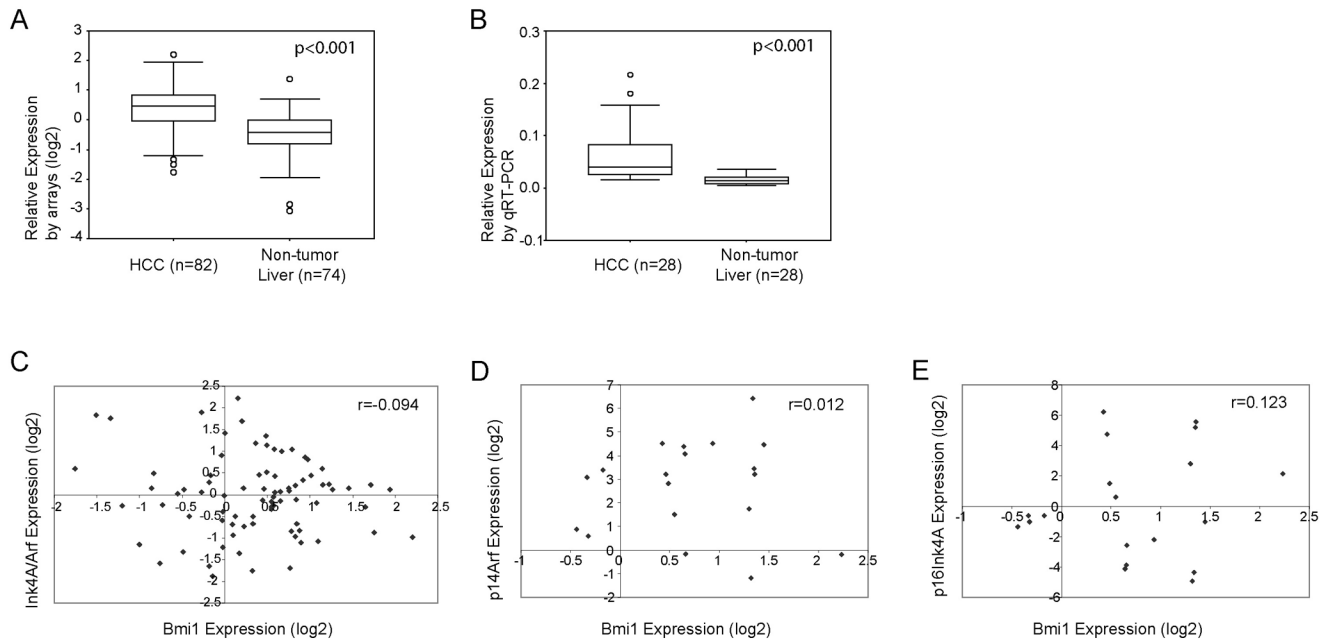 A
p<0.001
Relative Expression
by arrays (log2)
3
2
1
0
-1
-2
-3
-4
HCC (n=82)
Non-tumor
Liver (n=74)
B
p<0.001
Relative Expression
by qRT-PCR
0.3
0.2
0.1
0.0
-0.1
HCC (n=28)
Non-tumor
Liver (n=28)
C
r=-0.094
Ink4A/Arf Expression (log2)
2.5
2
1.5
1
0.5
0
-0.5
-1
-1.5
-2
-2.5
-2 -1.5 -1 -0.5 0 0.5 1 1.5 2 2.5
Bmi1 Expression (log2)
D
r=0.012
p14Arf Expression (log2)
7
6
5
4
3
2
1
0
-1
-2
-1 -0.5 0 0.5 1 1.5 2 2.5
Bmi1 Expression (log2)
E
r=0.123
p16Ink4A Expression (log2)
8
6
4
2
0
-2
-4
-6
-1 -0.5 0 0.5 1 1.5 2 2.5
Bmi1 Expression (log2)